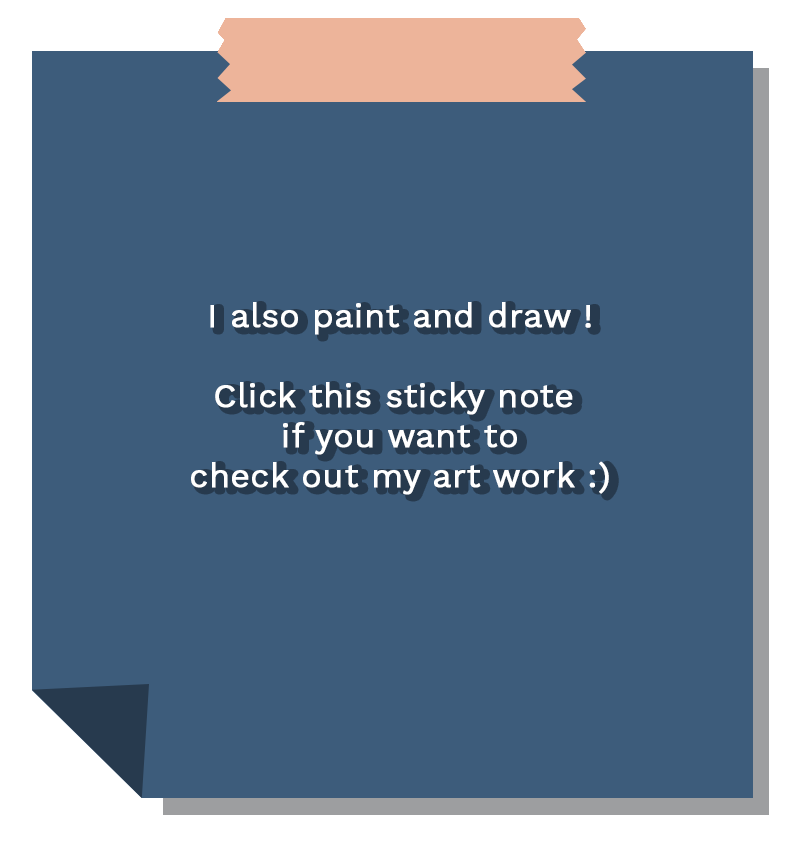 I also paint and draw !
Click this sticky note
if you want to
check out my art work :)